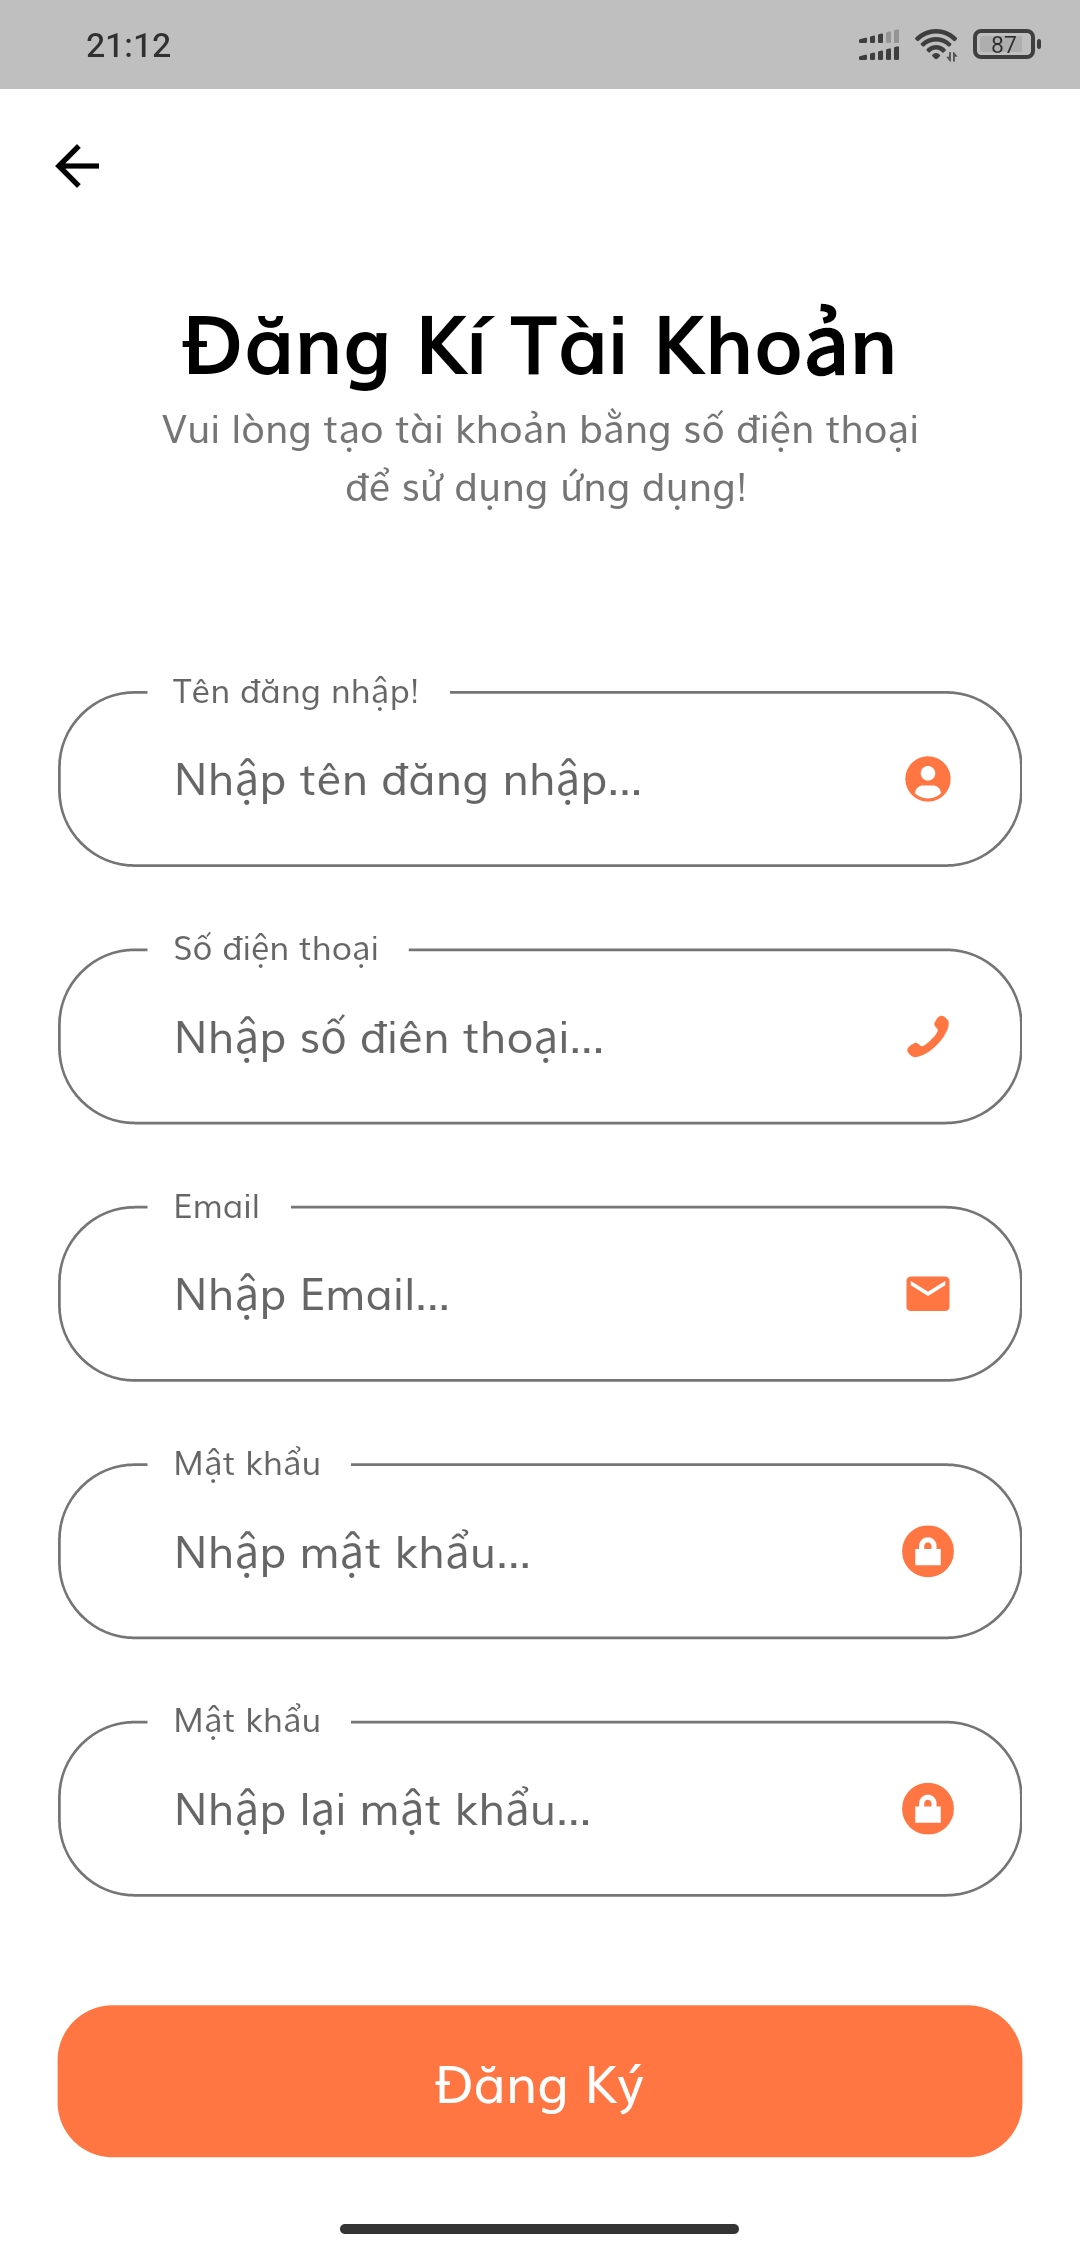 21:12
87
Đăng Kí Tài Khoản
Vui lòng tạo tài khoản bằng số điện thoại
để sử dụng ứng dụng!
Tên đăng nhập!
Nhập tên đăng nhập...
Số điện thoại
Nhập số điên thoại...
Email
Nhập Email...
Mật khẩu
Nhập mật khẩu...
Mật khẩu
Nhập lại mật khẩu...
Đăng Ký